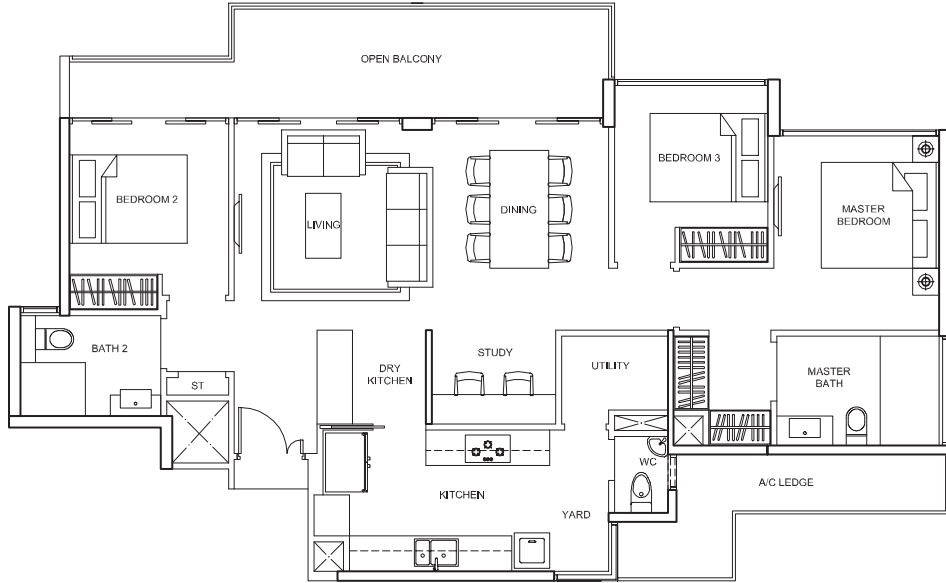 OPEN BALCONY
BEDROOM 3
BEDROOM 2
LIVING
DINING
MASTER
BEDROOM
BATH 2
STUDY
UTILITY
DRY
KITCHEN
MASTER
BATH
ST
WC
KITCHEN
A/C LEDGE
YARD